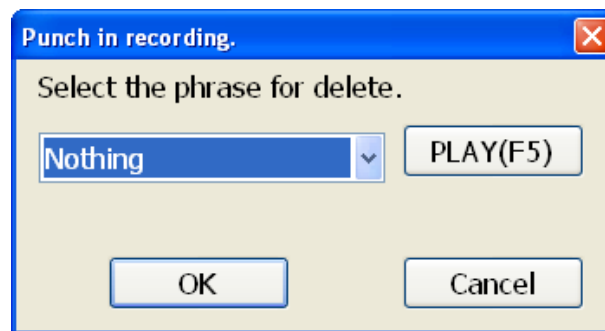 Punch in recording.
Select the phrase for delete.
Nothing
PLAY(F5)
OK
Cancel